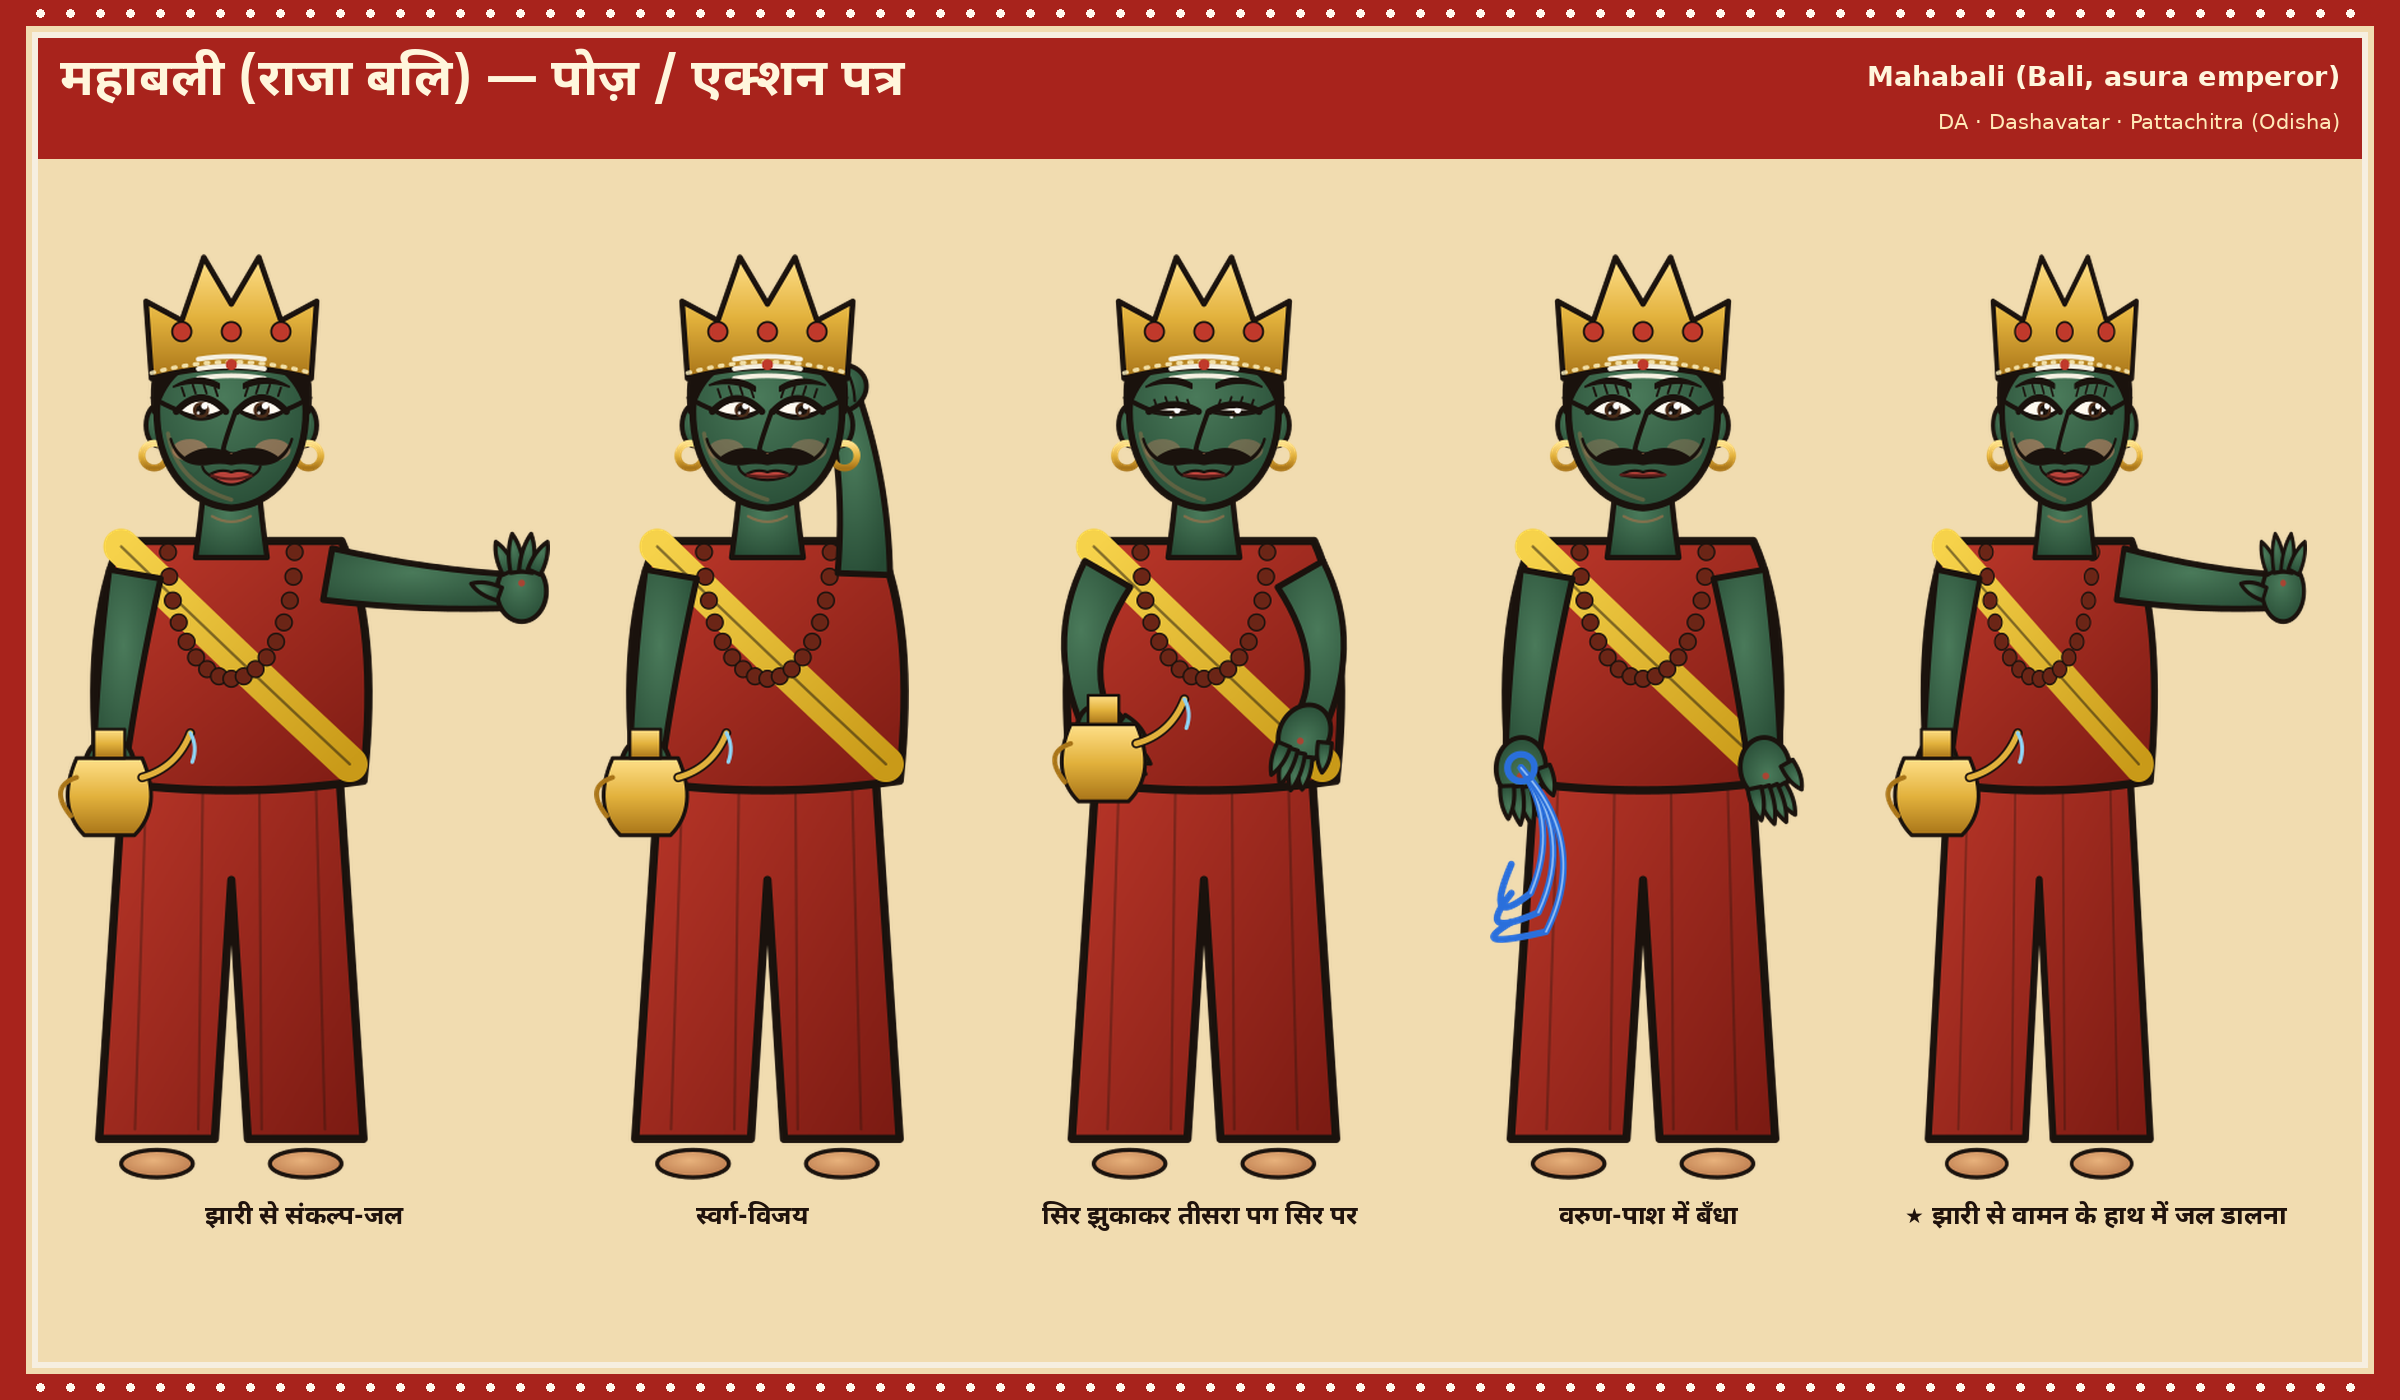 महाबली (राजा बलि) — पोज़ / एक्शन पत्र
Mahabali (Bali, asura emperor)
DA · Dashavatar · Pattachitra (Odisha)
झारी से संकल्प-जल
स्वर्ग-विजय
सिर झुकाकर तीसरा पग सिर पर
वरुण-पाश में बँधा
★ झारी से वामन के हाथ में जल डालना